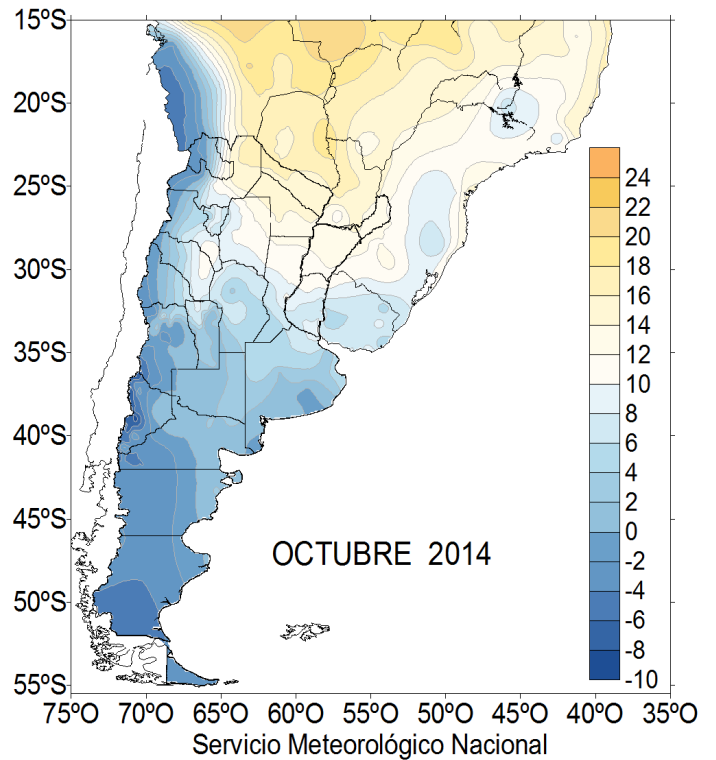 15ºS
20ºS
25ºS
30ºS
35ºS
40ºS
45ºS
50ºS
55ºS
24
22
20
18
16
14
12
10
8
6
4
2
0
-2
-4
-6
-8
-10
OCTUBRE 2014
75ºO 70ºO 65ºO 60ºO 55ºO 50ºO 45ºO 40ºO 35ºO
Servicio Meteorológico Nacional